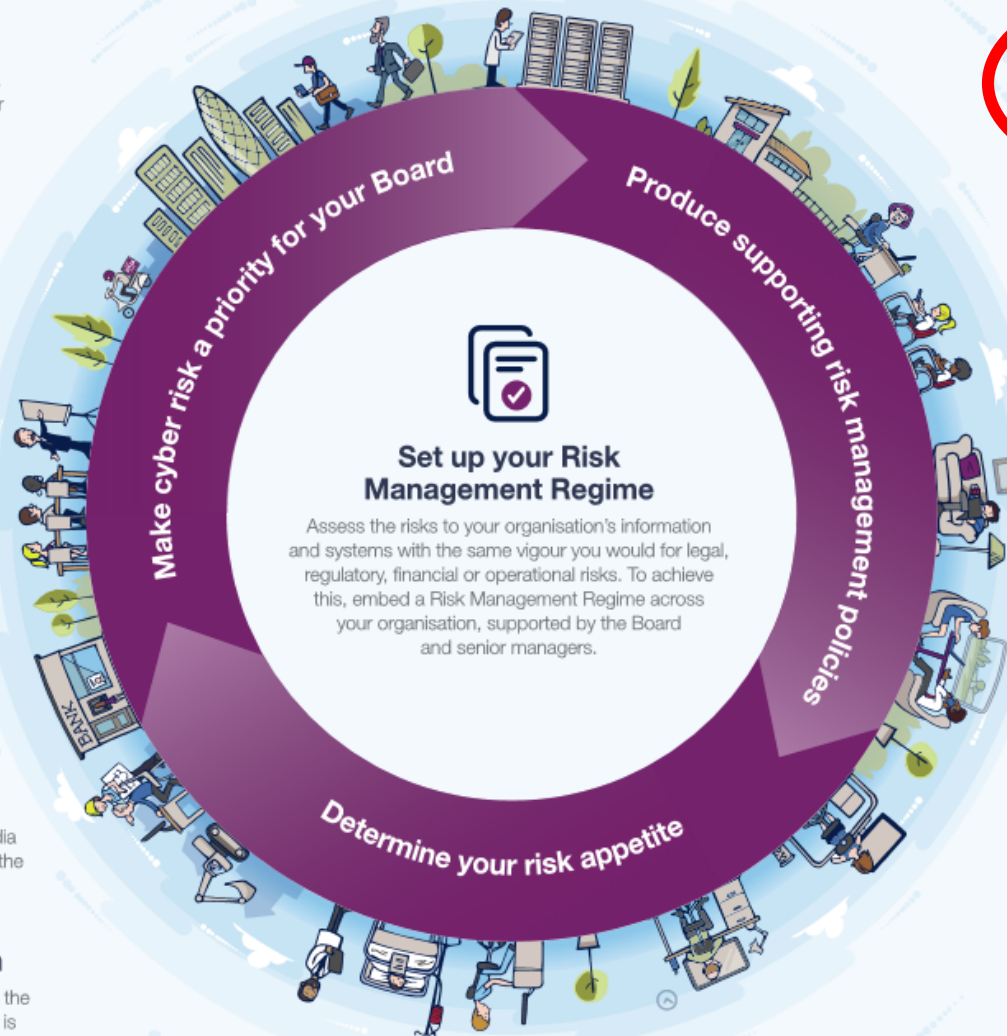 Make cyber risk a priority for your Board
Produce supporting risk management policies
Determine your risk appetite
Set up your Risk
Management Regime
Assess the risks to your organisation's information
and systems with the same vigour you would for legal,
regulatory, financial or operational risks. To achieve
this, embed a Risk Management Regime across
your organisation, supported by the Board
and senior managers.
BANK
the
the
is